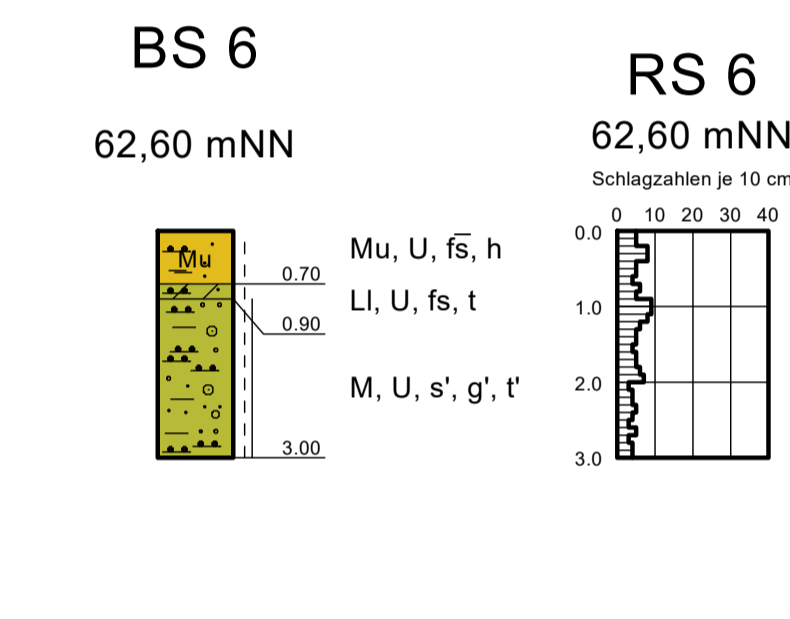 BS 6
62,60 mNN
Mu
0.70
0.90
3.00
Mu, U, fs̅, h
Ll, U, fs, t
M, U, s', g', t'
RS 6
62,60 mNN
Schlagzahlen je 10 cm
0 10 20 30 40
0.0
1.0
2.0
3.0